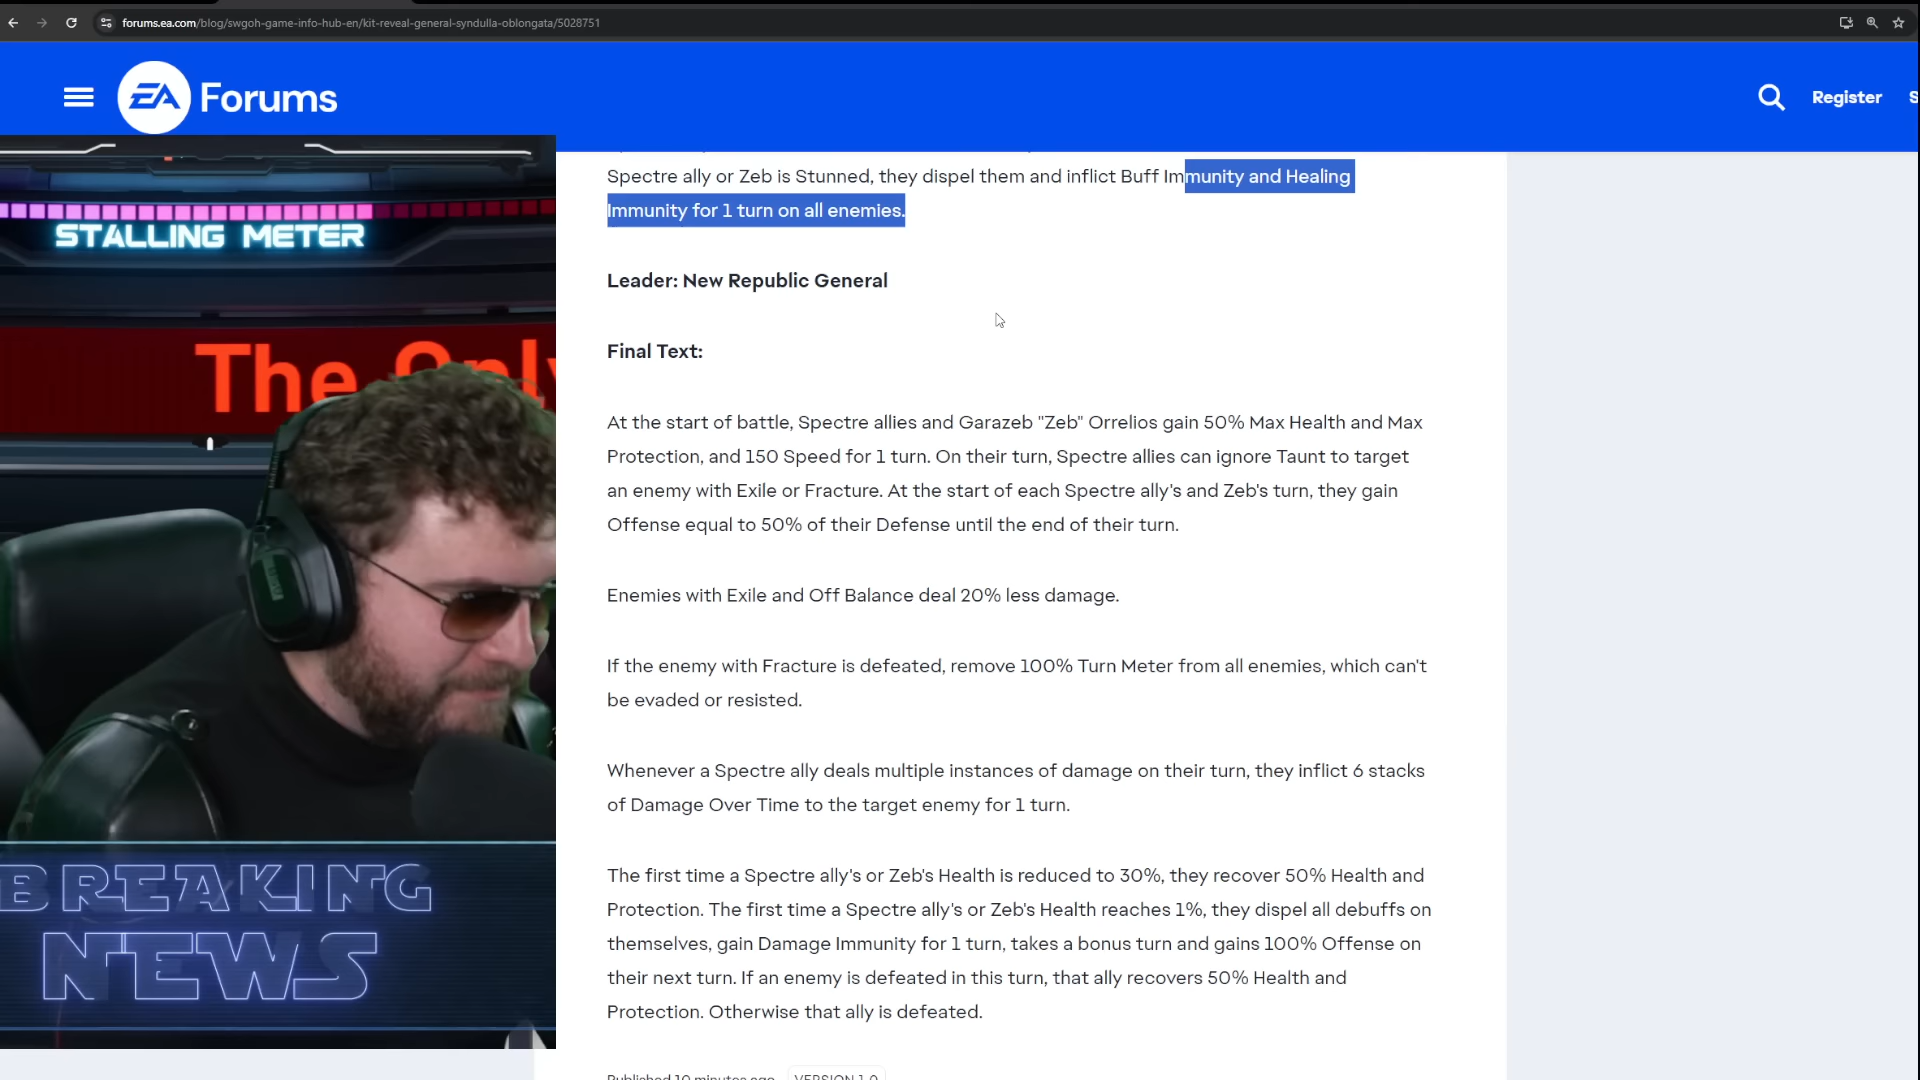 forums.ea.com/blog/swgoh-game-info-hub-en/kit-reveal-general-syndulla-oblongata/5028751
EA Forums
Register
Spectre ally or Zeb is Stunned, they dispel them and inflict Buff Immunity and Healing
Immunity for 1 turn on all enemies.
STALLING METER
Leader: New Republic General
The Only
Final Text:
At the start of battle, Spectre allies and Garazeb "Zeb" Orrelios gain 50% Max Health and Max
Protection, and 150 Speed for 1 turn. On their turn, Spectre allies can ignore Taunt to target
an enemy with Exile or Fracture. At the start of each Spectre ally's and Zeb's turn, they gain
Offense equal to 50% of their Defense until the end of their turn.
Enemies with Exile and Off Balance deal 20% less damage.
If the enemy with Fracture is defeated, remove 100% Turn Meter from all enemies, which can't
be evaded or resisted.
Whenever a Spectre ally deals multiple instances of damage on their turn, they inflict 6 stacks
of Damage Over Time to the target enemy for 1 turn.
The first time a Spectre ally's or Zeb's Health is reduced to 30%, they recover 50% Health and
Protection. The first time a Spectre ally's or Zeb's Health reaches 1%, they dispel all debuffs on
themselves, gain Damage Immunity for 1 turn, takes a bonus turn and gains 100% Offense on
their next turn. If an enemy is defeated in this turn, that ally recovers 50% Health and
Protection. Otherwise that ally is defeated.
BREAKING
NEWS
Published 10 minutes ago
VERSION 1.0